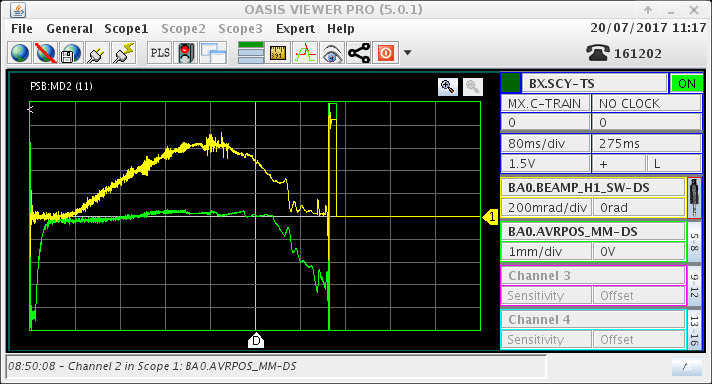 OASIS VIEWER PRO (5.0.1)
File General Scope1 Scope2 Scope3 Expert Help 20/07/2017 11:17
PLS 161202
PSB:MD2 (11)
BX.SCY-TS ON
MX.C-TRAIN NO CLOCK
0 0
80ms/div 275ms
1.5V + L
BA0.BEAMP_H1_SW-DS
200mrad/div 0rad
1
BA0.AVRPOS_MM-DS
1mm/div 0V
5-8
Channel 3
Sensitivity Offset
9-12
Channel 4
Sensitivity Offset
13-16
D
08:50:08 - Channel 2 in Scope 1: BA0.AVRPOS_MM-DS